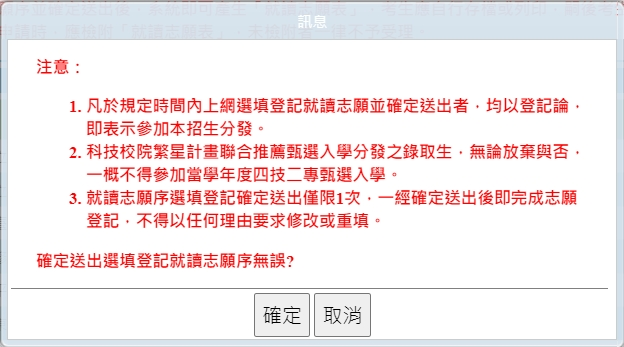 訊息
注意：
1. 凡於規定時間內上網選填登記就讀志願並確定送出者，均以登記論，
即表示參加本招生分發。
2. 科技校院繁星計畫聯合推薦甄選入學分發之錄取生，無論放棄與否，
一概不得參加當學年度四技二專甄選入學。
3. 就讀志願序選填登記確定送出僅限1次，一經確定送出後即完成志願
登記，不得以任何理由要求修改或重填。
確定送出選填登記就讀志願序無誤?
確定 取消